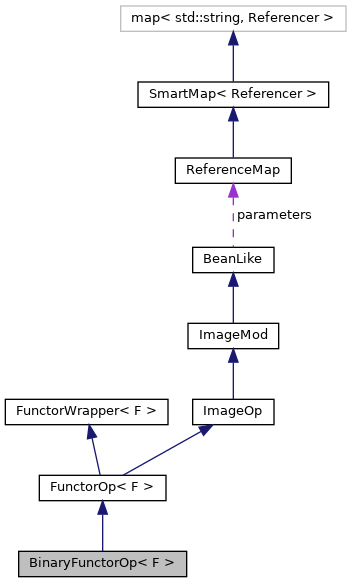 map< std::string, Referencer >
SmartMap< Referencer >
ReferenceMap
parameters
BeanLike
ImageMod
FunctorWrapper< F >
ImageOp
FunctorOp< F >
BinaryFunctorOp< F >